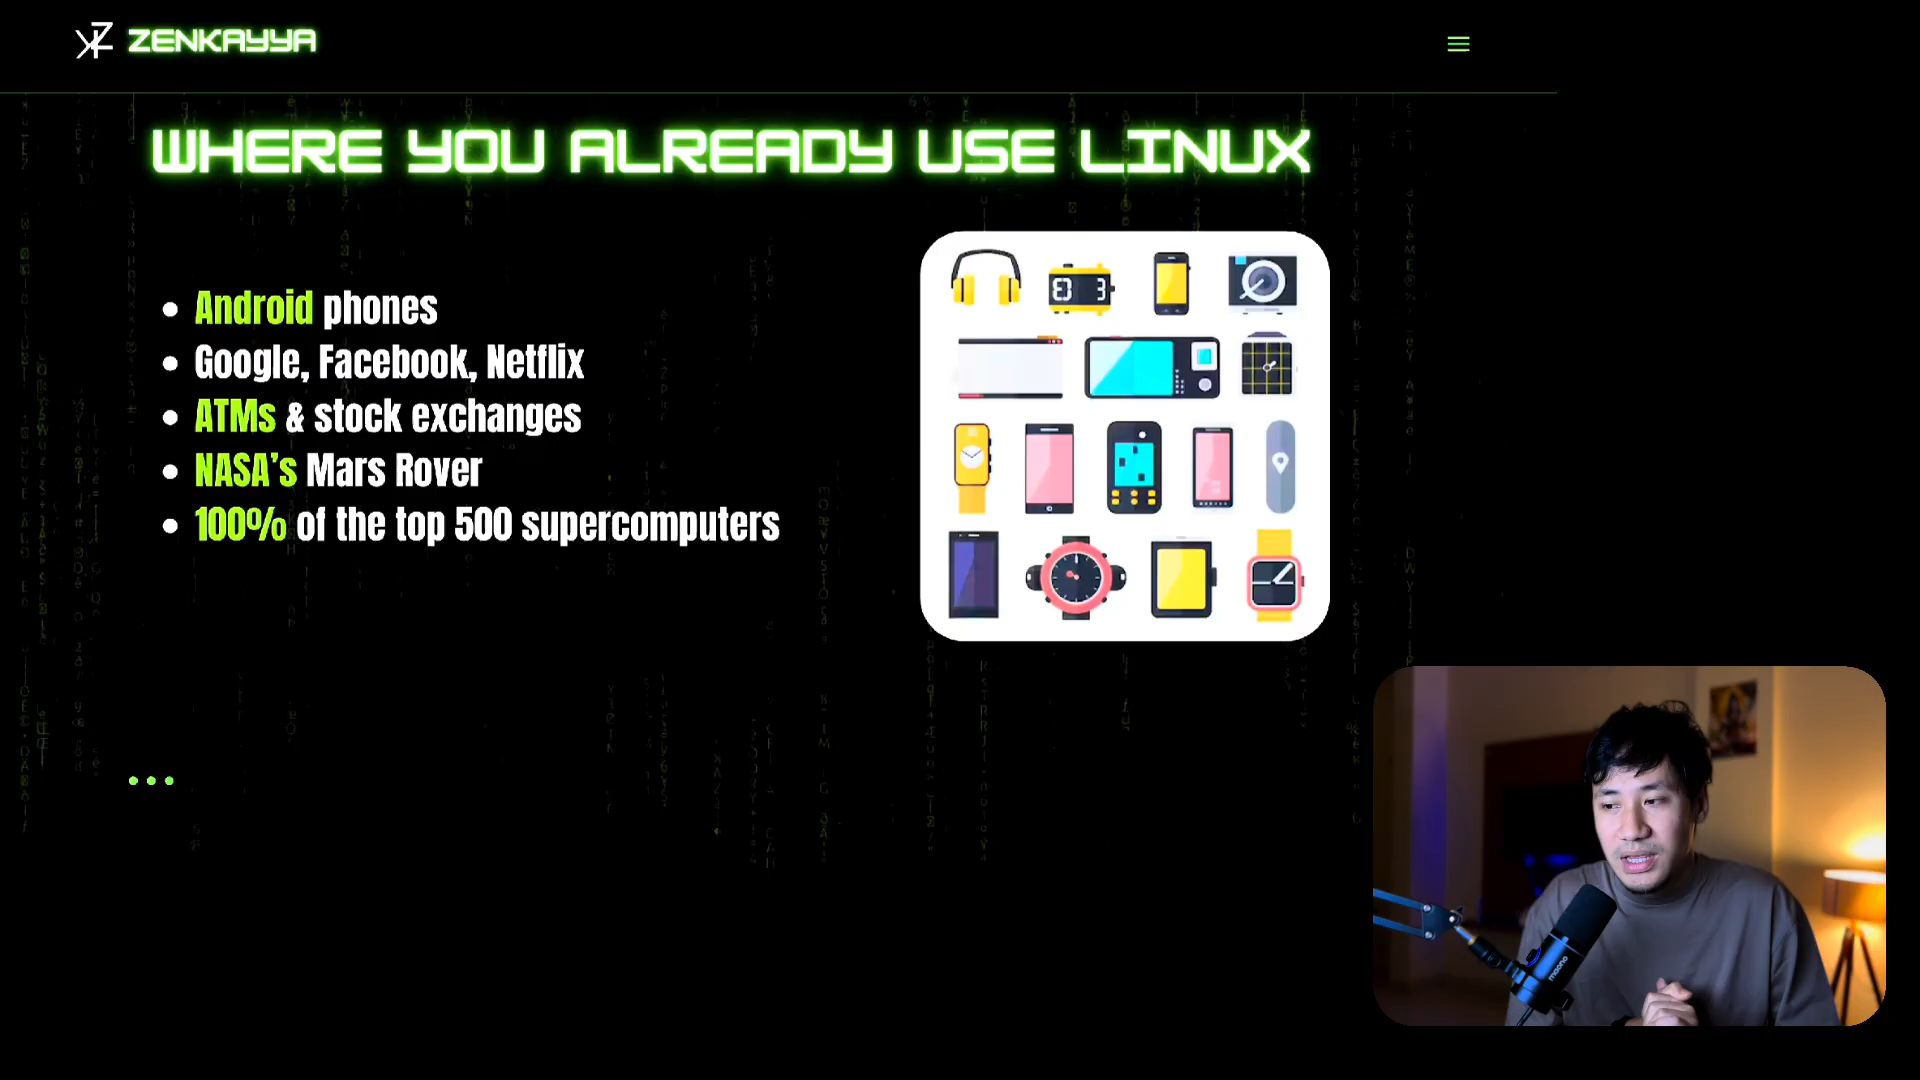 ZENKAYYA
WHERE YOU ALREADY USE LINUX
• Android phones
• Google, Facebook, Netflix
• ATMs & stock exchanges
• NASA’s Mars Rover
• 100% of the top 500 supercomputers
maono